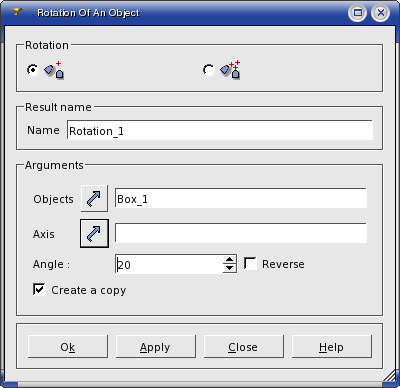 Rotation Of An Object
Rotation
Result name
Name Rotation_1
Arguments
Objects Box_1
Axis
Angle : 20 Reverse
Create a copy
Ok Apply Close Help